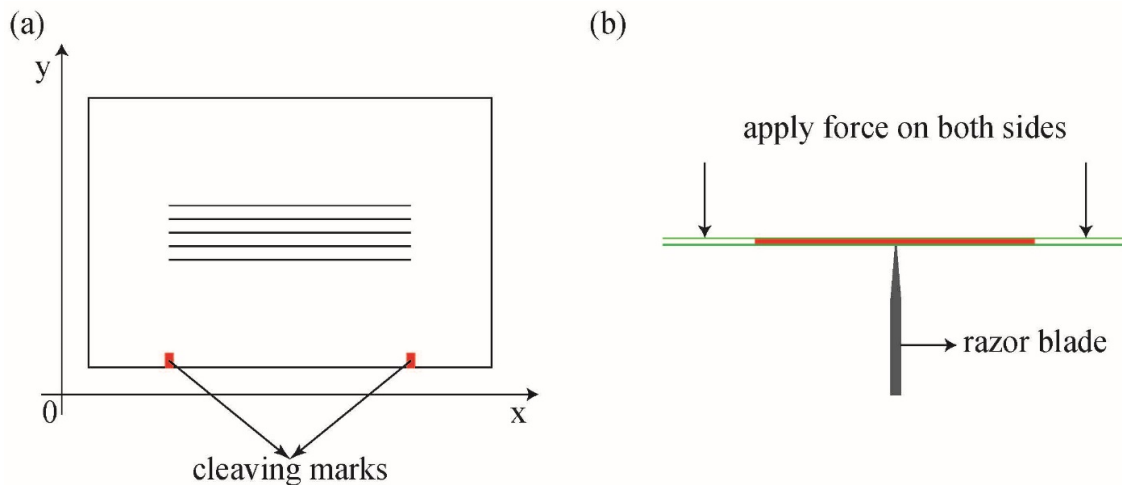 (a)
y
0
x
cleaving marks
(b)
apply force on both sides
razor blade